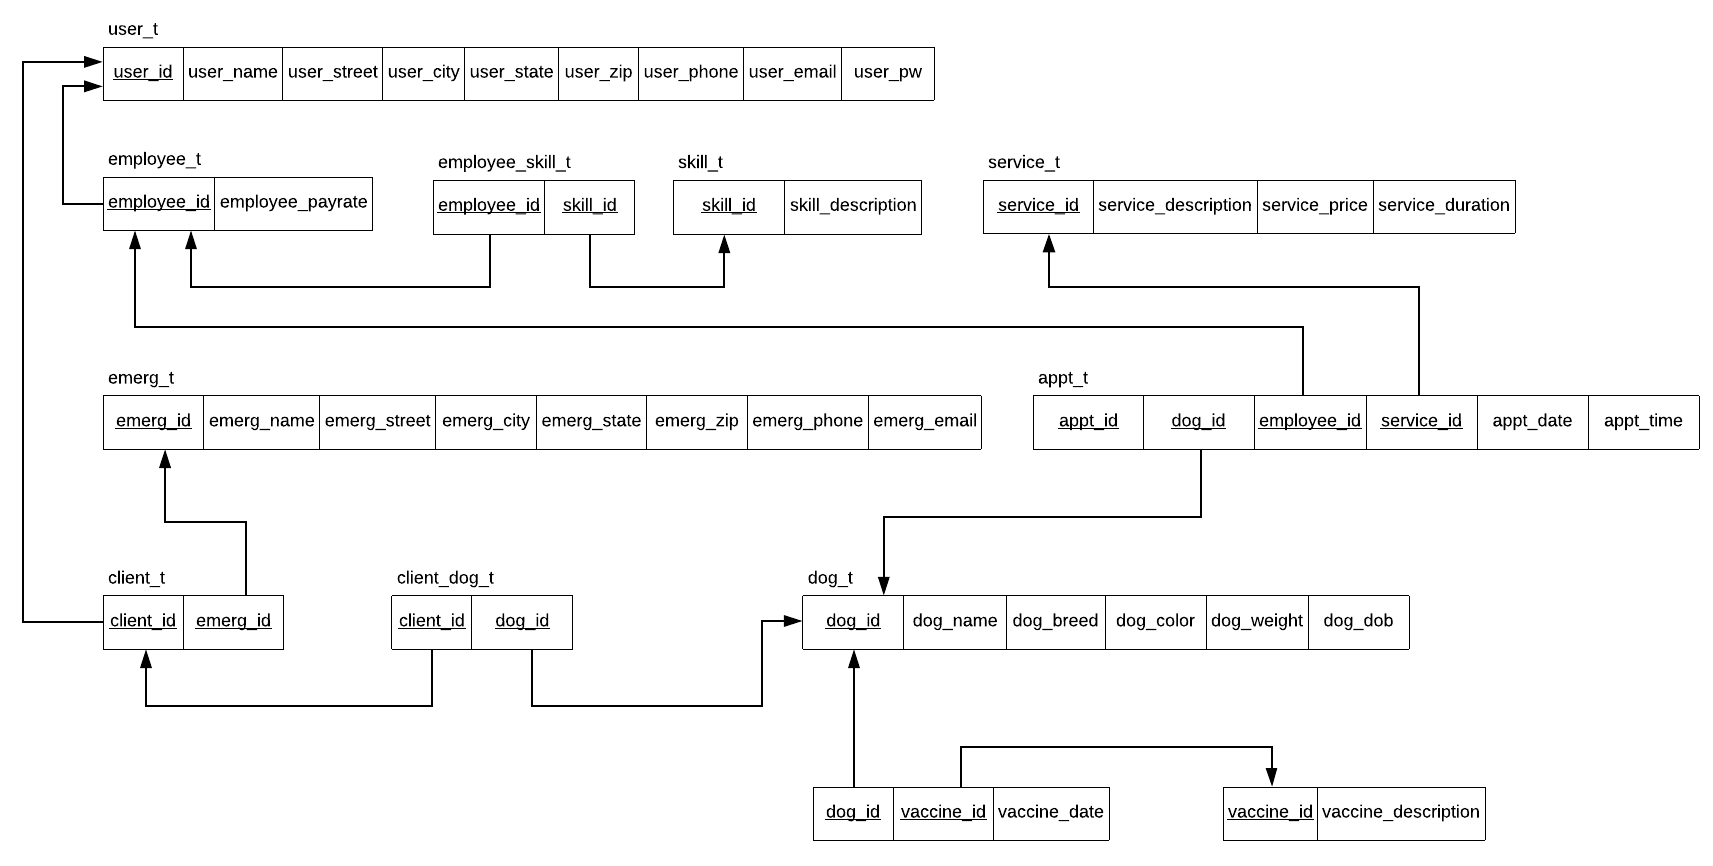 user_t
user_id user_name user_street user_city user_state user_zip user_phone user_email user_pw
employee_t
employee_id employee_payrate
employee_skill_t
employee_id skill_id
skill_t
skill_id skill_description
service_t
service_id service_description service_price service_duration
emerg_t
emerg_id emerg_name emerg_street emerg_city emerg_state emerg_zip emerg_phone emerg_email
appt_t
appt_id dog_id employee_id service_id appt_date appt_time
client_t
client_id emerg_id
client_dog_t
client_id dog_id
dog_t
dog_id dog_name dog_breed dog_color dog_weight dog_dob
dog_id vaccine_id vaccine_date
vaccine_id vaccine_description